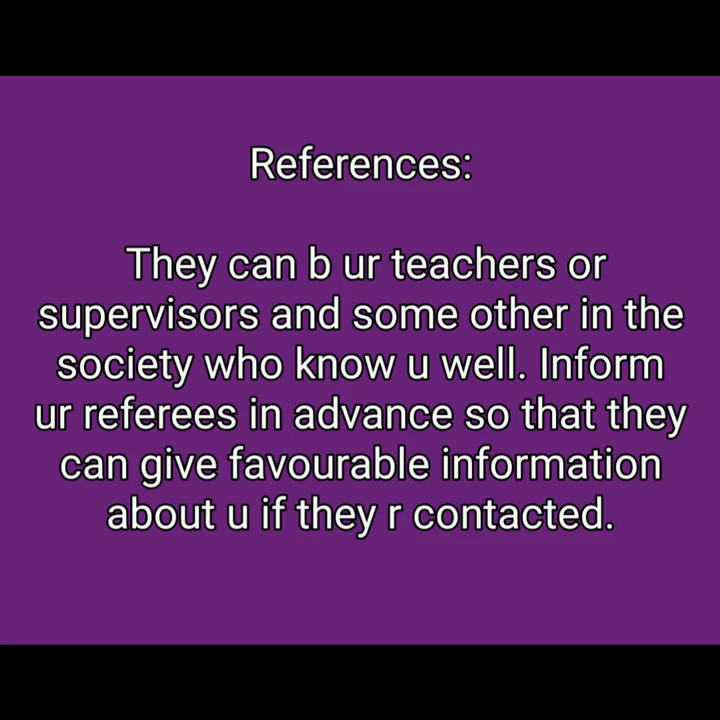 References:
They can b ur teachers or
supervisors and some other in the
society who know u well. Inform
ur referees in advance so that they
can give favourable information
about u if they r contacted.